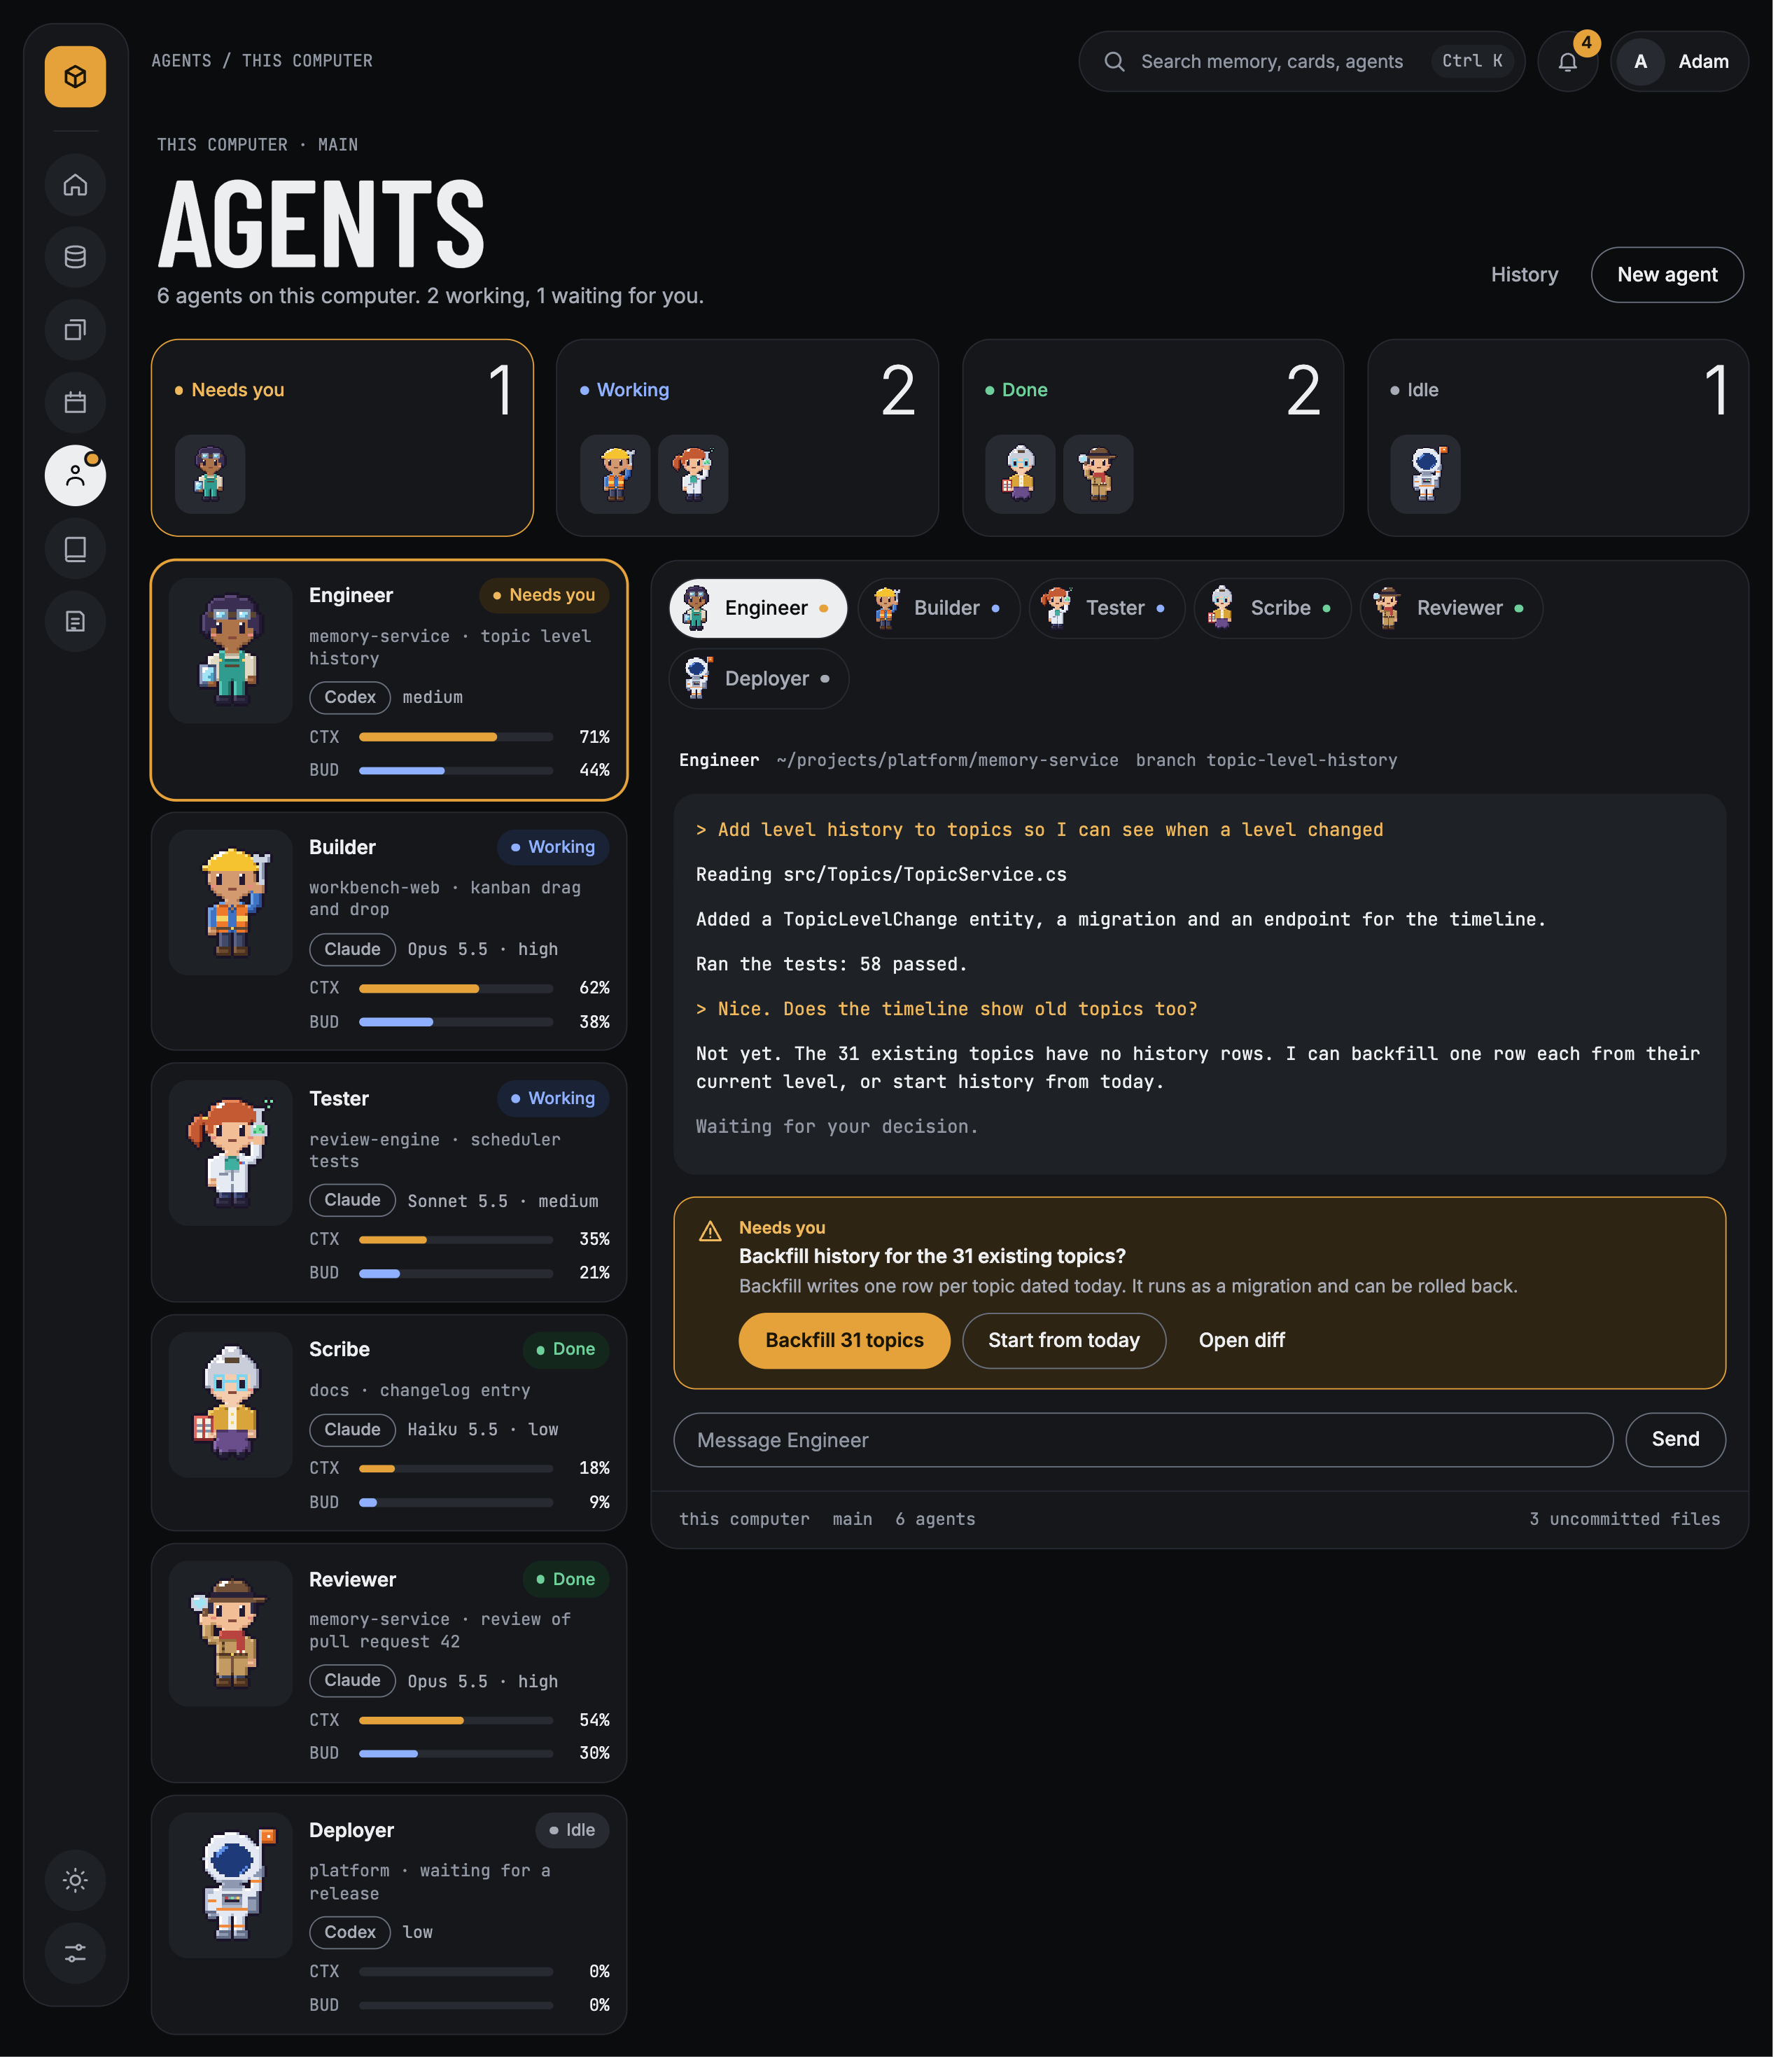 AGENTS / THIS COMPUTER
Search memory, cards, agents
Ctrl K
4
A
Adam
THIS COMPUTER · MAIN
AGENTS
6 agents on this computer. 2 working, 1 waiting for you.
History
New agent
Needs you
1
Working
2
Done
2
Idle
1
Engineer
Needs you
memory-service · topic level
history
Codex
medium
CTX
71%
BUD
44%
Builder
Working
workbench-web · kanban drag
and drop
Claude
Opus 5.5 · high
CTX
62%
BUD
38%
Tester
Working
review-engine · scheduler
tests
Claude
Sonnet 5.5 · medium
CTX
35%
BUD
21%
Scribe
Done
docs · changelog entry
Claude
Haiku 5.5 · low
CTX
18%
BUD
9%
Reviewer
Done
memory-service · review of
pull request 42
Claude
Opus 5.5 · high
CTX
54%
BUD
30%
Deployer
Idle
platform · waiting for a
release
Codex
low
CTX
0%
BUD
0%
Engineer
Builder
Tester
Scribe
Reviewer
Deployer
Engineer ~/projects/platform/memory-service branch topic-level-history
> Add level history to topics so I can see when a level changed
Reading src/Topics/TopicService.cs
Added a TopicLevelChange entity, a migration and an endpoint for the timeline.
Ran the tests: 58 passed.
> Nice. Does the timeline show old topics too?
Not yet. The 31 existing topics have no history rows. I can backfill one row each from their
current level, or start history from today.
Waiting for your decision.
Needs you
Backfill history for the 31 existing topics?
Backfill writes one row per topic dated today. It runs as a migration and can be rolled back.
Backfill 31 topics
Start from today
Open diff
Message Engineer
Send
this computer main 6 agents
3 uncommitted files